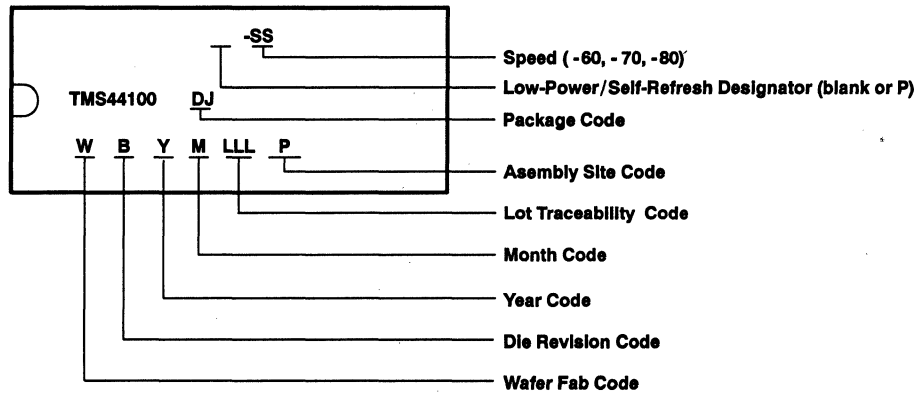 -SS
Speed ( -60, - 70, -80)
Low-Power/Self-Refresh Designator (blank or P)
TMS44100 DJ
Package Code
W B Y M LLL P
Asembly Site Code
Lot Traceability Code
Month Code
Year Code
Die Revision Code
Wafer Fab Code